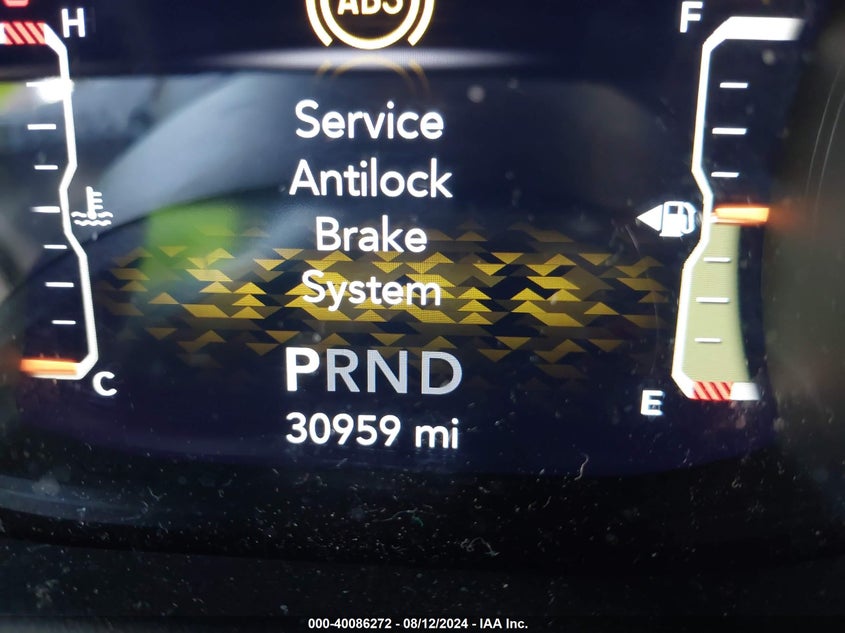 H
F
ABS
Service
Antilock
Brake
System
C
E
PRND
30959 mi
000-40086272 - 08/12/2024 - IAA Inc.